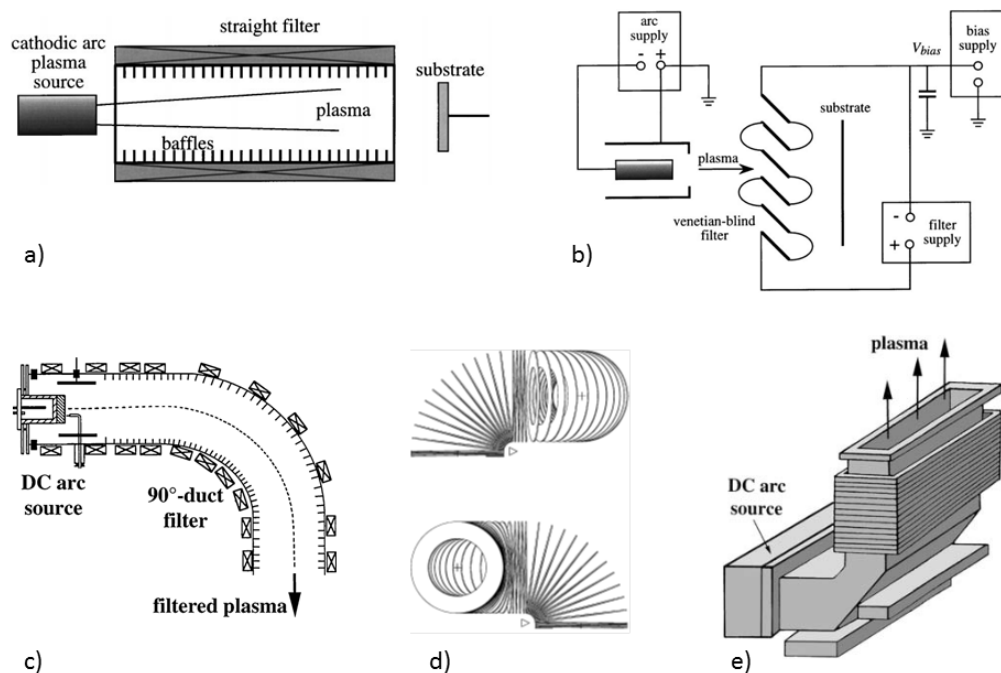 cathodic arc
plasma
source
straight filter
substrate
plasma
baffles
a)
arc
supply
- +
V_bias
bias
supply
substrate
plasma
venetian-blind
filter
-
+
filter
supply
b)
DC arc
source
90°-duct
filter
filtered plasma
c)
d)
plasma
DC arc
source
e)